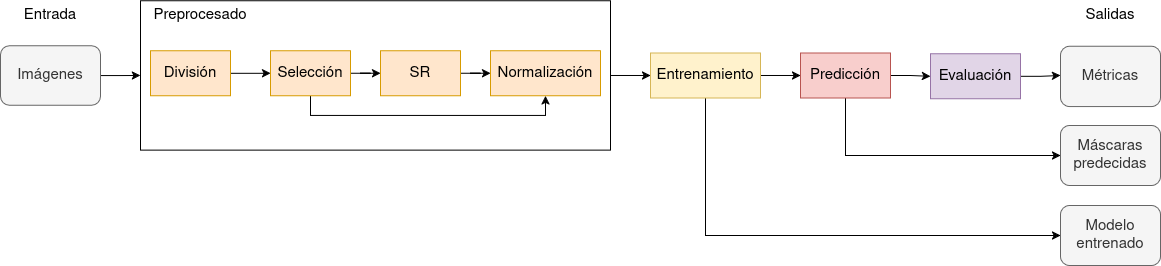 Entrada
Preprocesado
Salidas
Imágenes
División
Selección
SR
Normalización
Entrenamiento
Predicción
Evaluación
Métricas
Máscaras
predecidas
Modelo
entrenado